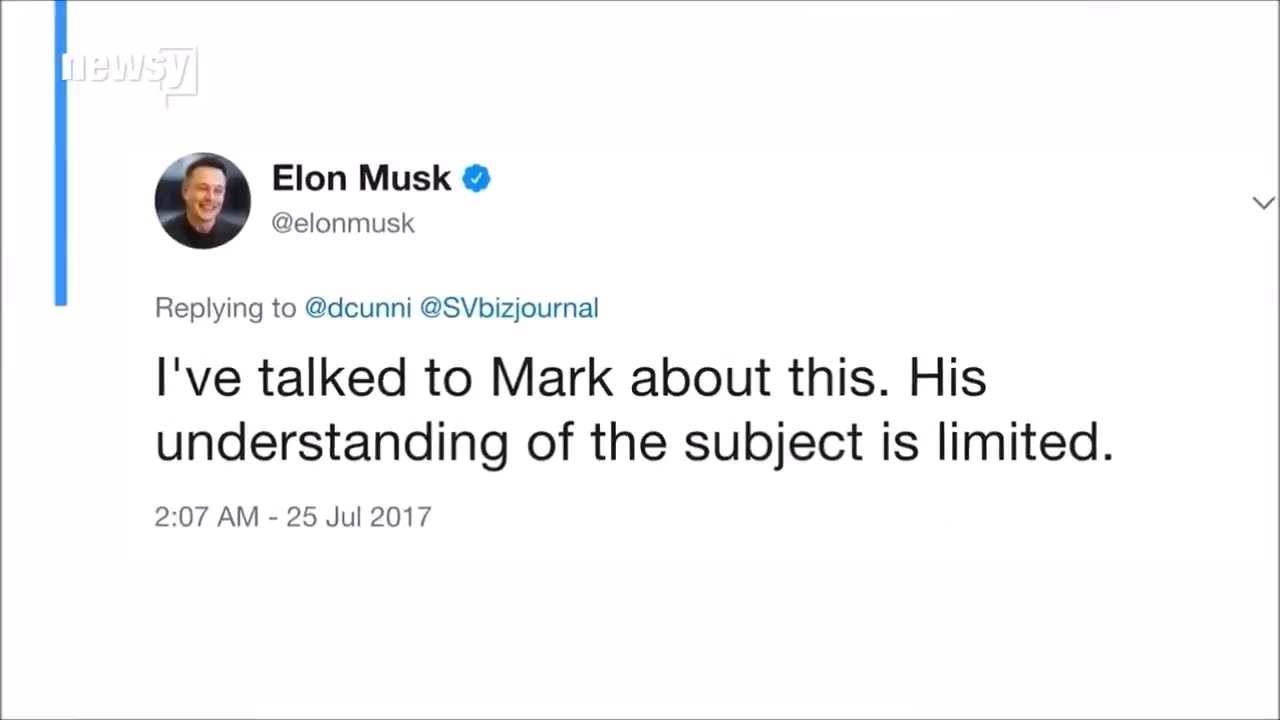 newsy
Elon Musk
@elonmusk
Replying to @dcunni @SVbizjournal
I've talked to Mark about this. His
understanding of the subject is limited.
2:07 AM - 25 Jul 2017